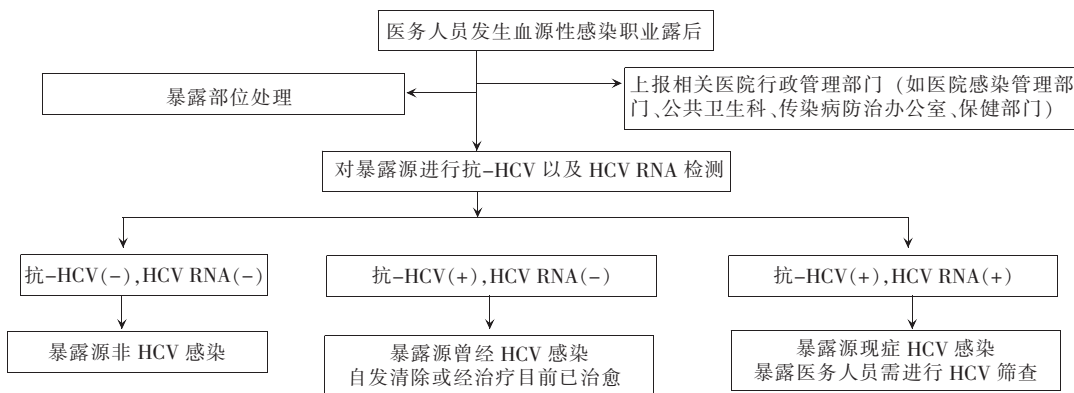 医务人员发生血源性感染职业露后
暴露部位处理
上报相关医院行政管理部门（如医院感染管理部
门、公共卫生科、传染病防治办公室、保健部门）
对暴露源进行抗-HCV 以及 HCV RNA 检测
抗-HCV(-),HCV RNA(-)
抗-HCV(+),HCV RNA(-)
抗-HCV(+),HCV RNA(+)
暴露源非 HCV 感染
暴露源曾经 HCV 感染
自发清除或经治疗目前已治愈
暴露源现症 HCV 感染
暴露医务人员需进行 HCV 筛查